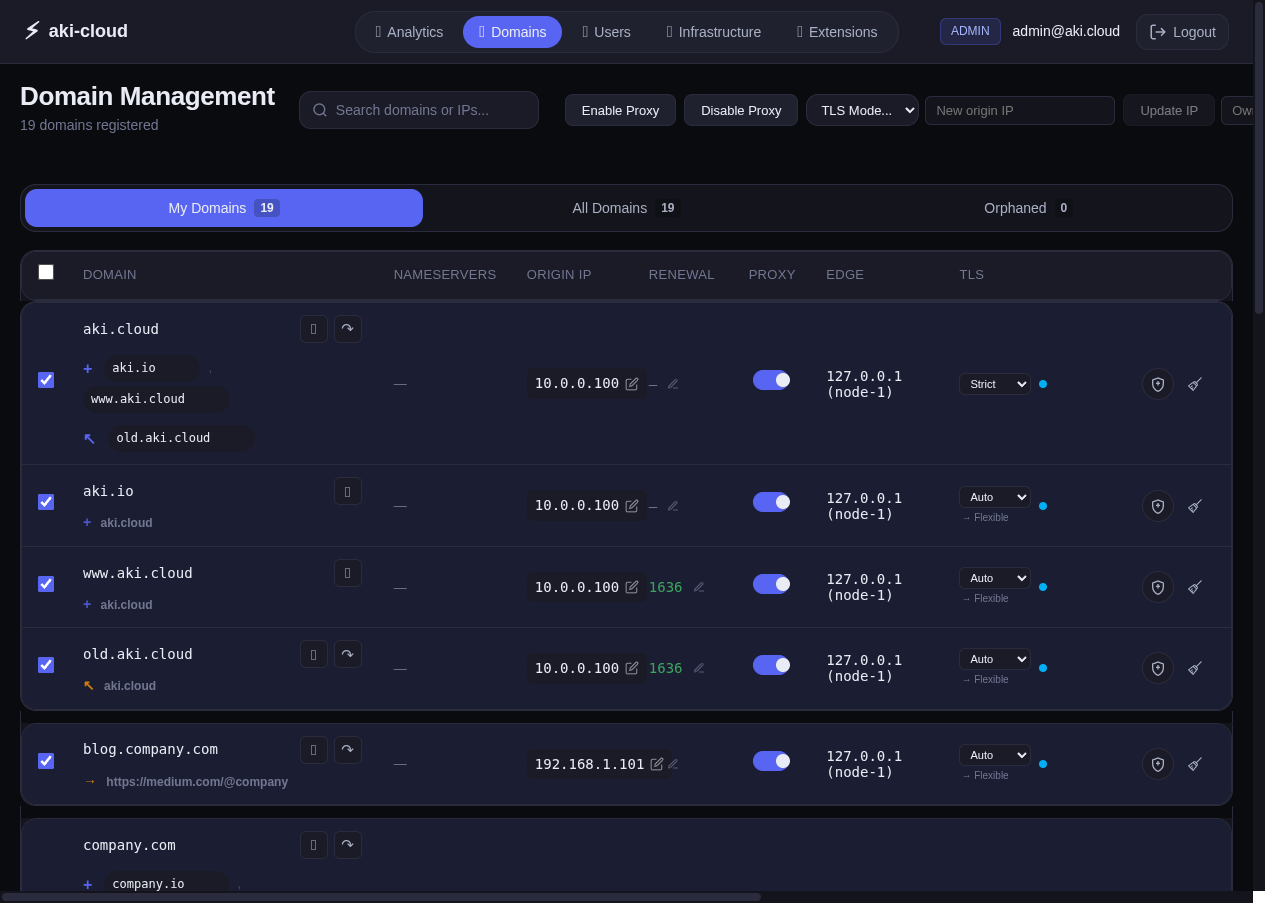 aki-cloud
Analytics
Domains
Users
Infrastructure
Extensions
ADMIN
admin@aki.cloud
Logout
Domain Management
19 domains registered
Search domains or IPs...
Enable Proxy
Disable Proxy
TLS Mode...
New origin IP
Update IP
My Domains 19
All Domains 19
Orphaned 0
DOMAIN NAMESERVERS ORIGIN IP RENEWAL PROXY EDGE TLS
aki.cloud
+ aki.io ,
www.aki.cloud
↖ old.aki.cloud
— 10.0.0.100 — 127.0.0.1
(node-1)
Strict
aki.io
+ aki.cloud
— 10.0.0.100 — 127.0.0.1
(node-1)
Auto
→ Flexible
www.aki.cloud
+ aki.cloud
— 10.0.0.100 1636 127.0.0.1
(node-1)
Auto
→ Flexible
old.aki.cloud
↖ aki.cloud
— 10.0.0.100 1636 127.0.0.1
(node-1)
Auto
→ Flexible
blog.company.com
→ https://medium.com/@company
— 192.168.1.101 127.0.0.1
(node-1)
Auto
→ Flexible
company.com
+ company.io ,